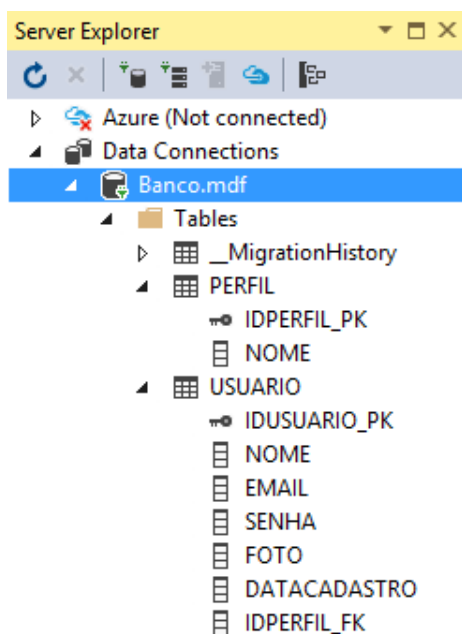 Server Explorer
Azure (Not connected)
Data Connections
Banco.mdf
Tables
__MigrationHistory
PERFIL
IDPERFIL_PK
NOME
USUARIO
IDUSUARIO_PK
NOME
EMAIL
SENHA
FOTO
DATACADASTRO
IDPERFIL_FK